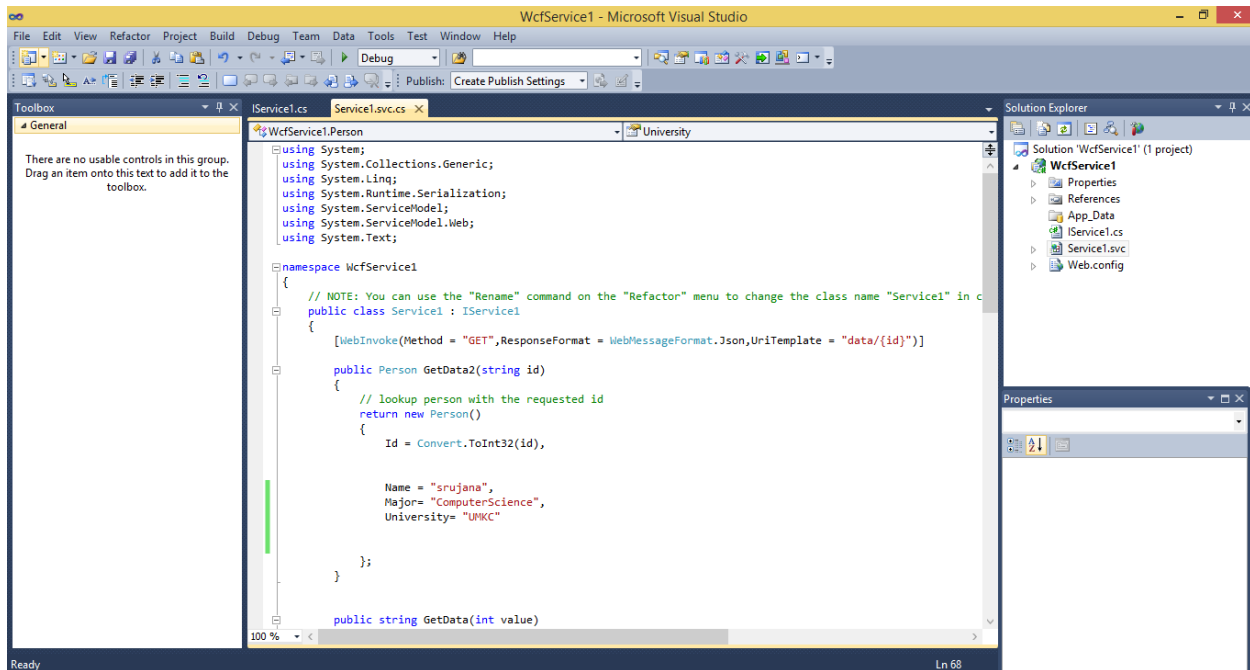 WcfService1 - Microsoft Visual Studio
File Edit View Refactor Project Build Debug Team Data Tools Test Window Help
Debug
Publish: Create Publish Settings
Toolbox
General
There are no usable controls in this group.
Drag an item onto this text to add it to the
toolbox.
IService1.cs Service1.svc.cs
WcfService1.Person University
using System;
using System.Collections.Generic;
using System.Linq;
using System.Runtime.Serialization;
using System.ServiceModel;
using System.ServiceModel.Web;
using System.Text;
namespace WcfService1
{
// NOTE: You can use the "Rename" command on the "Refactor" menu to change the class name "Service1" in c
public class Service1 : IService1
{
[WebInvoke(Method = "GET",ResponseFormat = WebMessageFormat.Json,UriTemplate = "data/{id}")]
public Person GetData2(string id)
{
// lookup person with the requested id
return new Person()
{
Id = Convert.ToInt32(id),
Name = "srujana",
Major= "ComputerScience",
University= "UMKC"
};
}
public string GetData(int value)
100 %
Solution Explorer
Solution 'WcfService1' (1 project)
WcfService1
Properties
References
App_Data
IService1.cs
Service1.svc
Web.config
Properties
Ready Ln 68